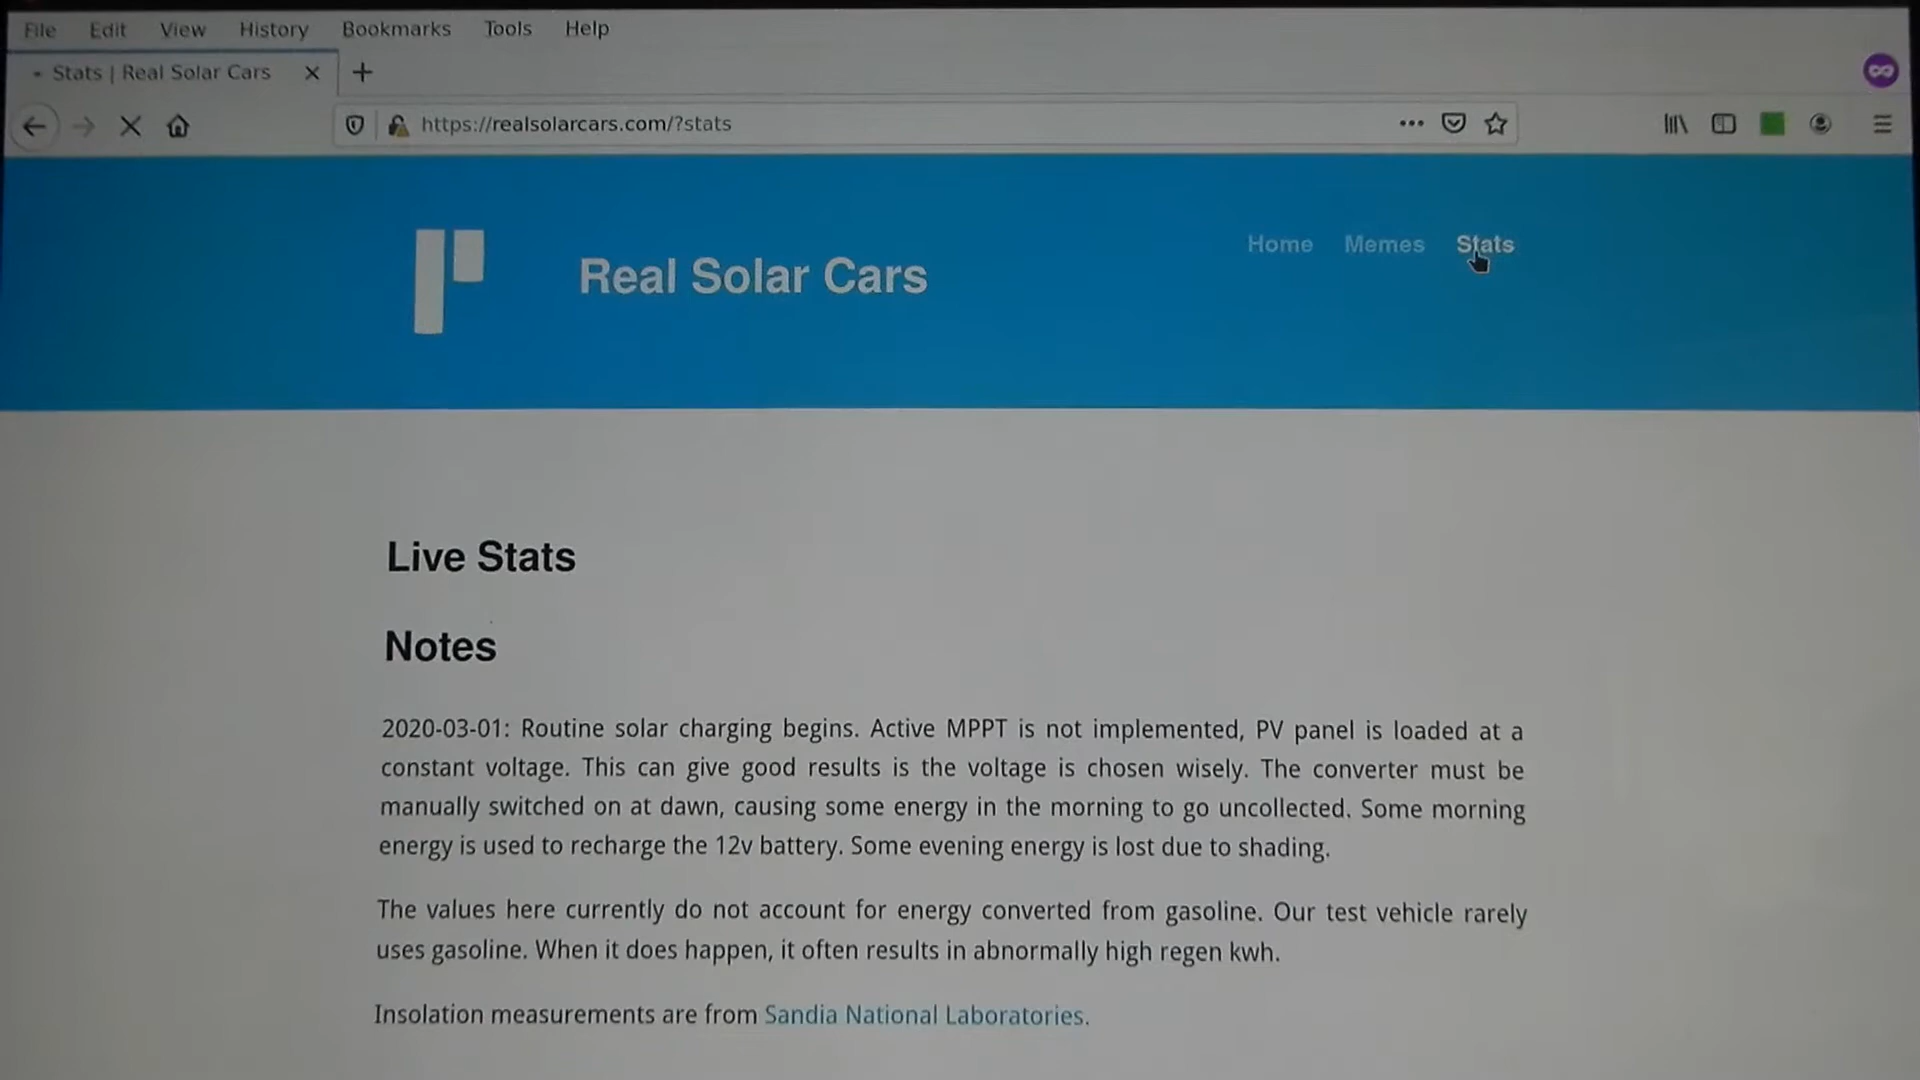 File Edit View History Bookmarks Tools Help
Stats | Real Solar Cars
https://realsolarcars.com/?stats
Home Memes Stats
Real Solar Cars
Live Stats
Notes
2020-03-01: Routine solar charging begins. Active MPPT is not implemented, PV panel is loaded at a
constant voltage. This can give good results is the voltage is chosen wisely. The converter must be
manually switched on at dawn, causing some energy in the morning to go uncollected. Some morning
energy is used to recharge the 12v battery. Some evening energy is lost due to shading.
The values here currently do not account for energy converted from gasoline. Our test vehicle rarely
uses gasoline. When it does happen, it often results in abnormally high regen kwh.
Insolation measurements are from Sandia National Laboratories.